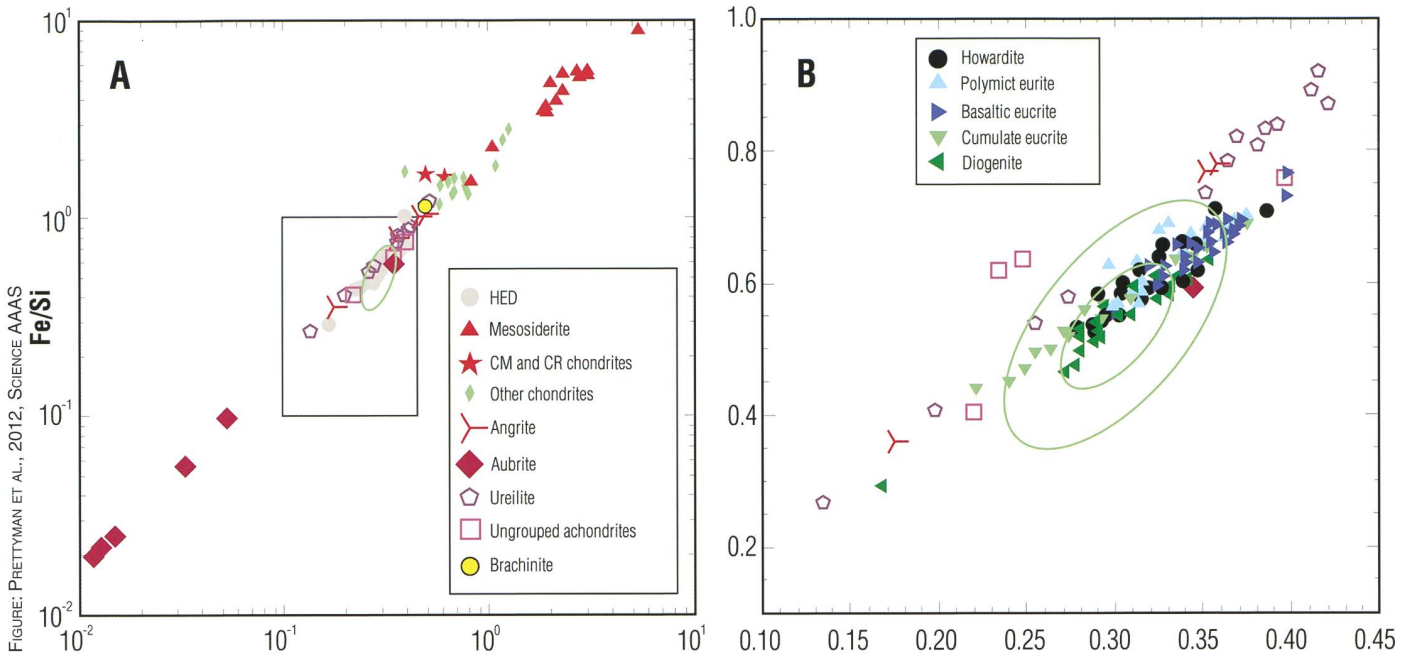 FIGURE: PRETTYMAN ET AL., 2012, SCIENCE AAAS
Fe/Si
A
10¹
10⁰
10⁻¹
10⁻²
HED
Mesosiderite
CM and CR chondrites
Other chondrites
Angrite
Aubrite
Ureilite
Ungrouped achondrites
Brachinite
10⁻² 10⁻¹ 10⁰ 10¹
B
1.0
0.8
0.6
0.4
0.2
Howardite
Polymict eurite
Basaltic eucrite
Cumulate eucrite
Diogenite
0.10 0.15 0.20 0.25 0.30 0.35 0.40 0.45